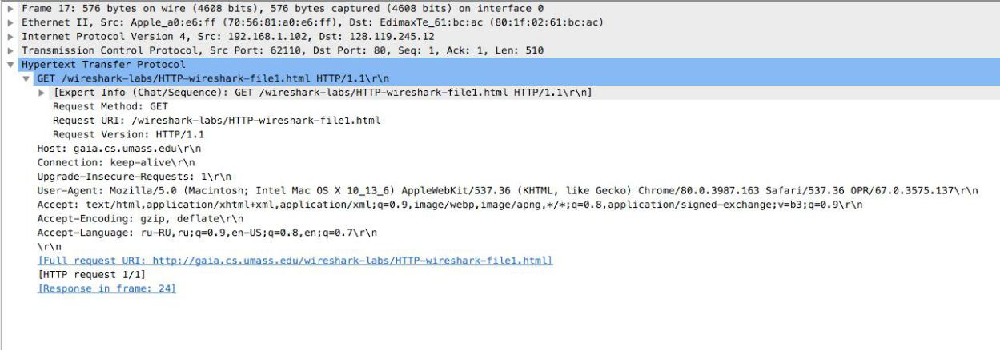 Frame 17: 576 bytes on wire (4608 bits), 576 bytes captured (4608 bits) on interface 0
Ethernet II, Src: Apple_a0:e6:ff (70:56:81:a0:e6:ff), Dst: EdimaxTe_61:bc:ac (80:1f:02:61:bc:ac)
Internet Protocol Version 4, Src: 192.168.1.102, Dst: 128.119.245.12
Transmission Control Protocol, Src Port: 62110, Dst Port: 80, Seq: 1, Ack: 1, Len: 510
Hypertext Transfer Protocol
GET /wireshark-labs/HTTP-wireshark-file1.html HTTP/1.1\r\n
[Expert Info (Chat/Sequence): GET /wireshark-labs/HTTP-wireshark-file1.html HTTP/1.1\r\n]
Request Method: GET
Request URI: /wireshark-labs/HTTP-wireshark-file1.html
Request Version: HTTP/1.1
Host: gaia.cs.umass.edu\r\n
Connection: keep-alive\r\n
Upgrade-Insecure-Requests: 1\r\n
User-Agent: Mozilla/5.0 (Macintosh; Intel Mac OS X 10_13_6) AppleWebKit/537.36 (KHTML, like Gecko) Chrome/80.0.3987.163 Safari/537.36 OPR/67.0.3575.137\r\n
Accept: text/html,application/xhtml+xml,application/xml;q=0.9,image/webp,image/apng,*/*;q=0.8,application/signed-exchange;v=b3;q=0.9\r\n
Accept-Encoding: gzip, deflate\r\n
Accept-Language: ru-RU,ru;q=0.9,en-US;q=0.8,en;q=0.7\r\n
\r\n
[Full request URI: http://gaia.cs.umass.edu/wireshark-labs/HTTP-wireshark-file1.html]
[HTTP request 1/1]
[Response in frame: 24]